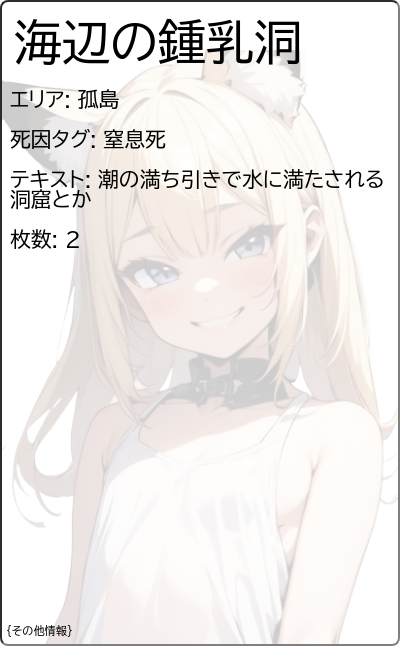 海辺の鍾乳洞
エリア: 孤島
死因タグ: 窒息死
テキスト: 潮の満ち引きで水に満たされる
洞窟とか
枚数: 2
{その他情報}